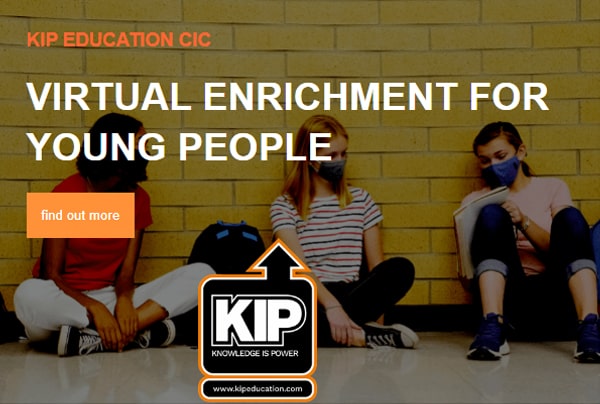 KIP EDUCATION CIC
VIRTUAL ENRICHMENT FOR
YOUNG PEOPLE
find out more
KIP
KNOWLEDGE IS POWER
www.kipeducation.com